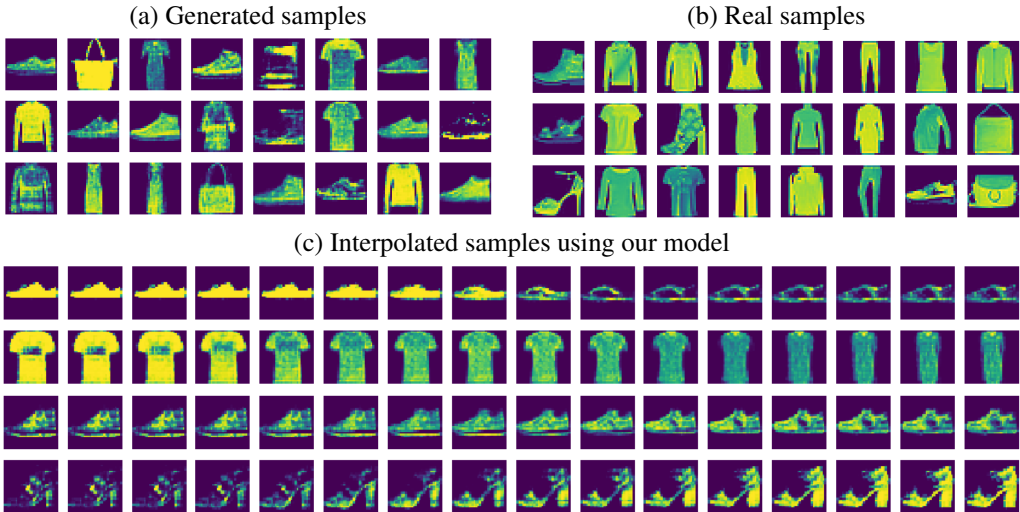 (a) Generated samples
(b) Real samples
(c) Interpolated samples using our model